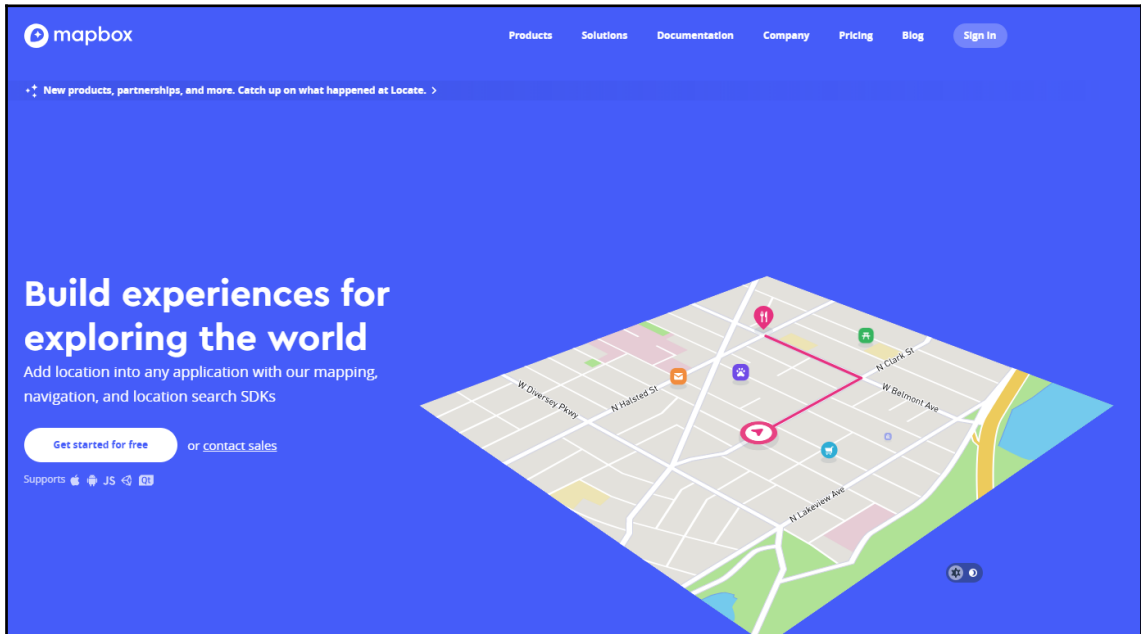 mapbox
Products Solutions Documentation Company Pricing Blog Sign in
New products, partnerships, and more. Catch up on what happened at Locate. >
Build experiences for
exploring the world
Add location into any application with our mapping,
navigation, and location search SDKs
Get started for free or contact sales
Supports JS Qt
N Clark St
W Belmont Ave
W Diversey Pkwy
N Halsted St
N Lakeview Ave